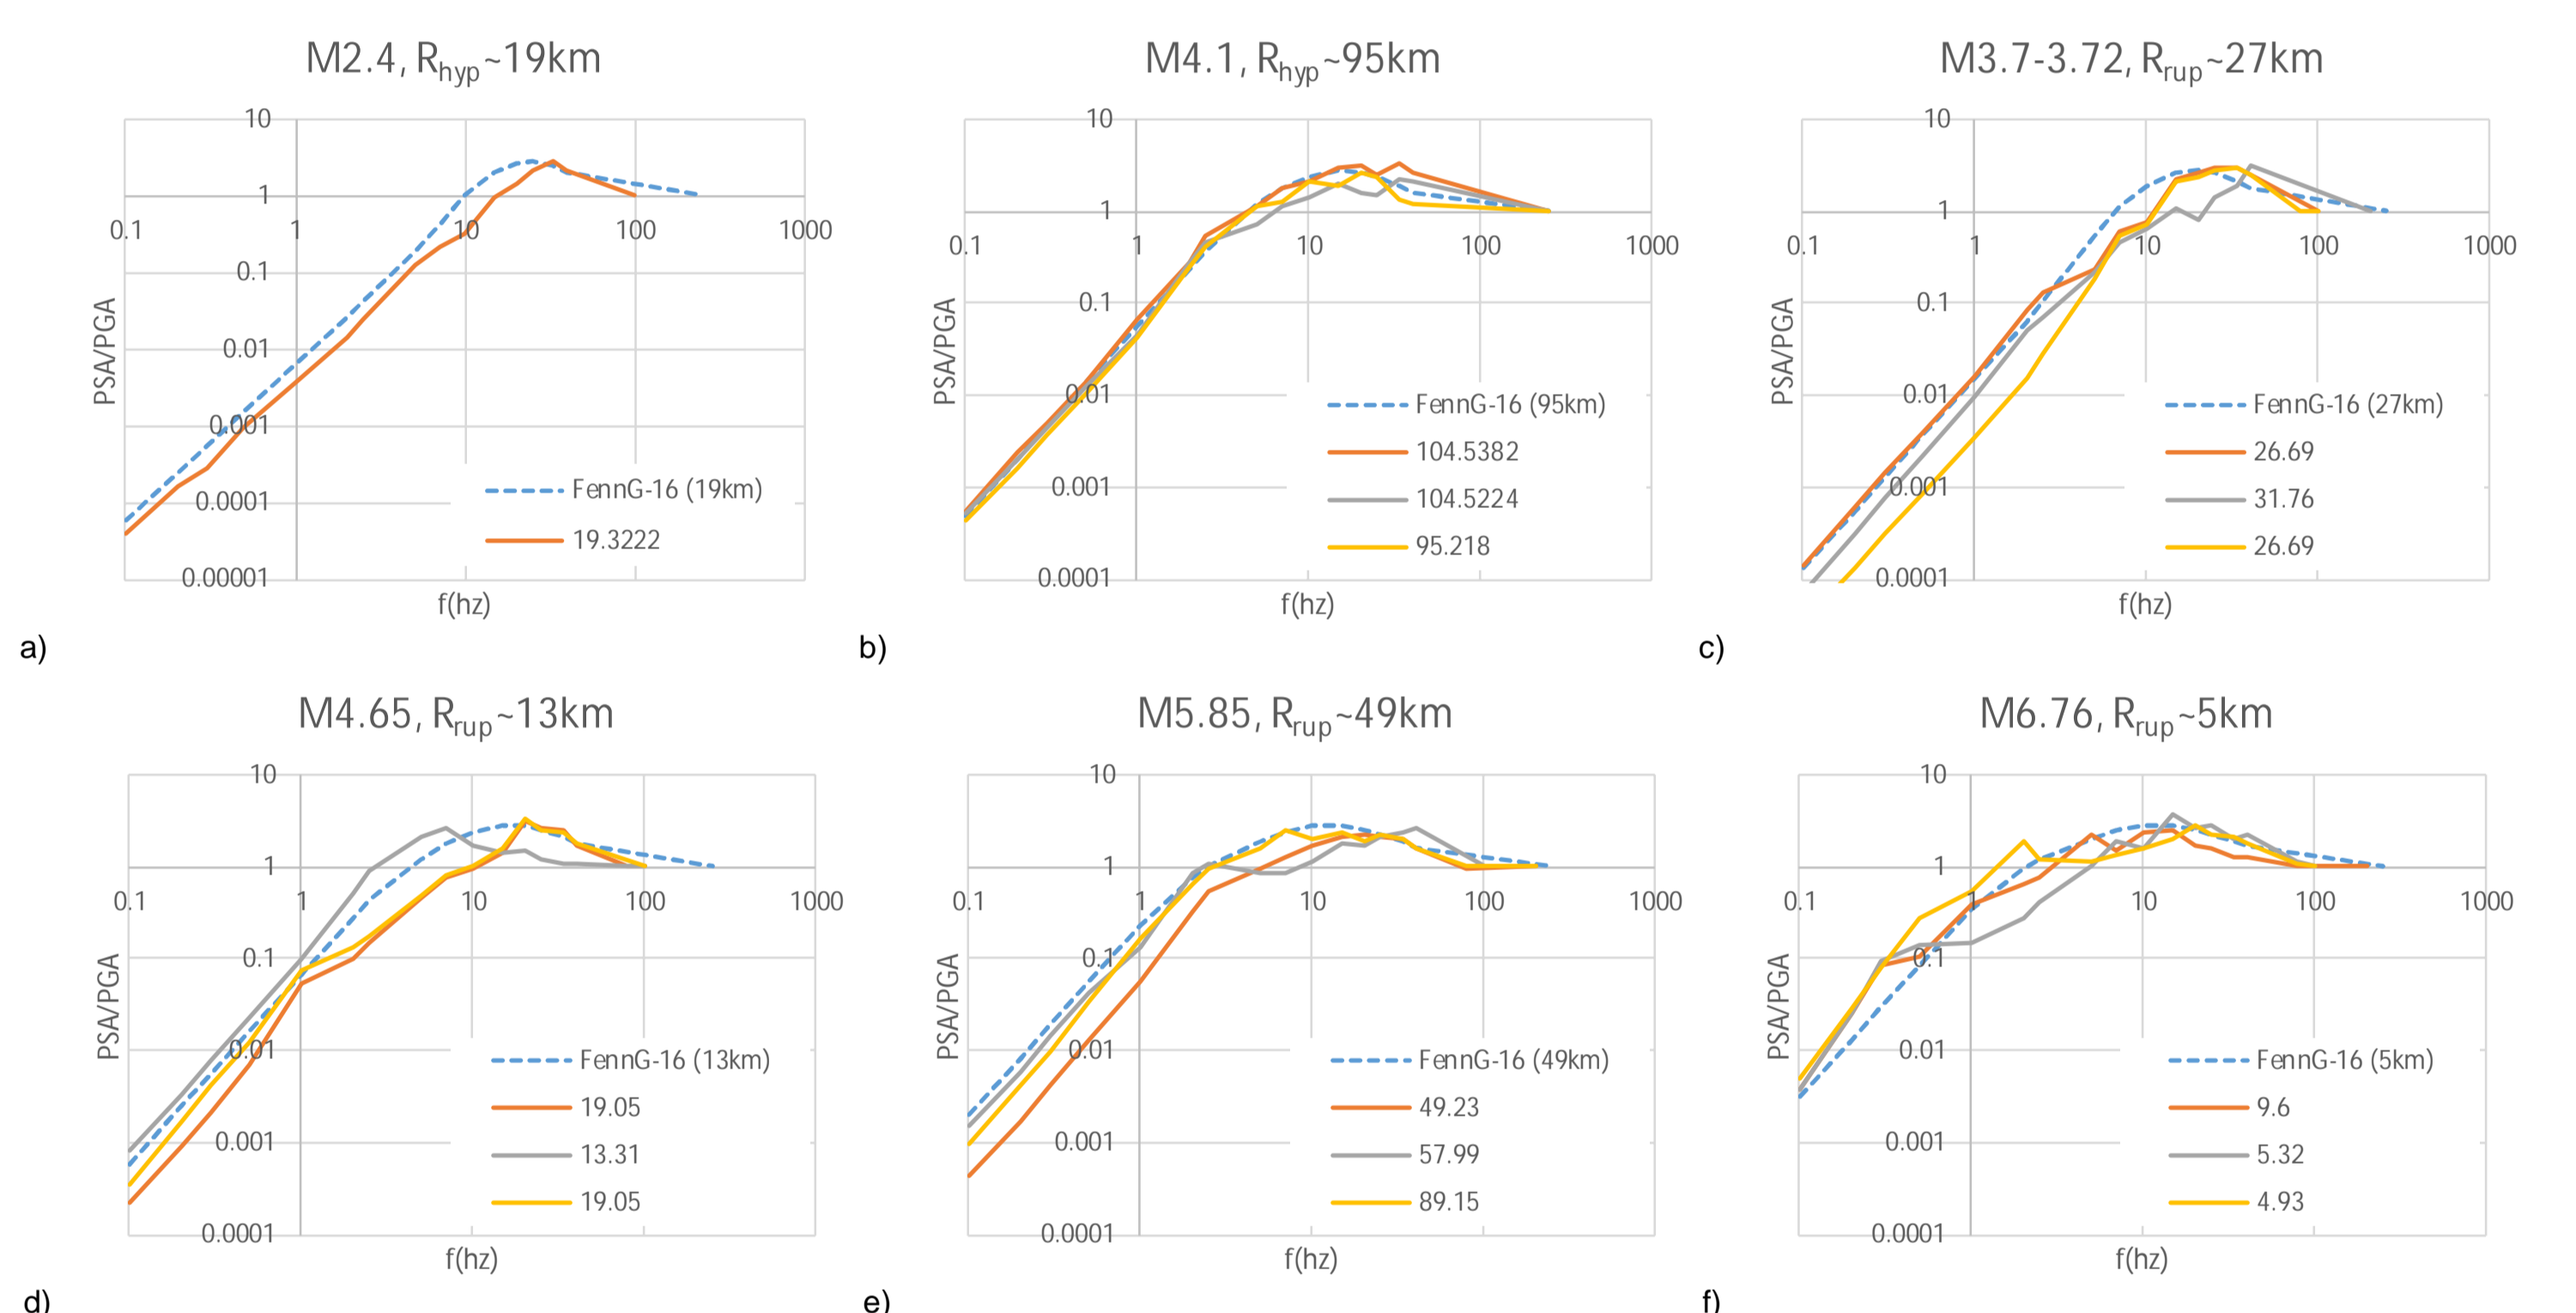 M2.4, Rhyp~19km
10
1
0.1
1
10
100
1000
0.1
0.01
0.001
0.0001
0.00001
PSA/PGA
f(hz)
FennG-16 (19km)
19.3222
a)
M4.1, Rhyp~95km
10
1
0.1
1
10
100
1000
0.1
0.01
0.001
0.0001
PSA/PGA
f(hz)
FennG-16 (95km)
104.5382
104.5224
95.218
b)
M3.7-3.72, Rrup~27km
10
1
0.1
1
10
100
1000
0.1
0.01
0.001
0.0001
PSA/PGA
f(hz)
FennG-16 (27km)
26.69
31.76
26.69
c)
M4.65, Rrup~13km
10
1
0.1
1
10
100
1000
0.1
0.01
0.001
0.0001
PSA/PGA
f(hz)
FennG-16 (13km)
19.05
13.31
19.05
d)
M5.85, Rrup~49km
10
1
0.1
1
10
100
1000
0.1
0.01
0.001
0.0001
PSA/PGA
f(hz)
FennG-16 (49km)
49.23
57.99
89.15
e)
M6.76, Rrup~5km
10
1
0.1
1
10
100
1000
0.1
0.01
0.001
0.0001
PSA/PGA
f(hz)
FennG-16 (5km)
9.6
5.32
4.93
f)